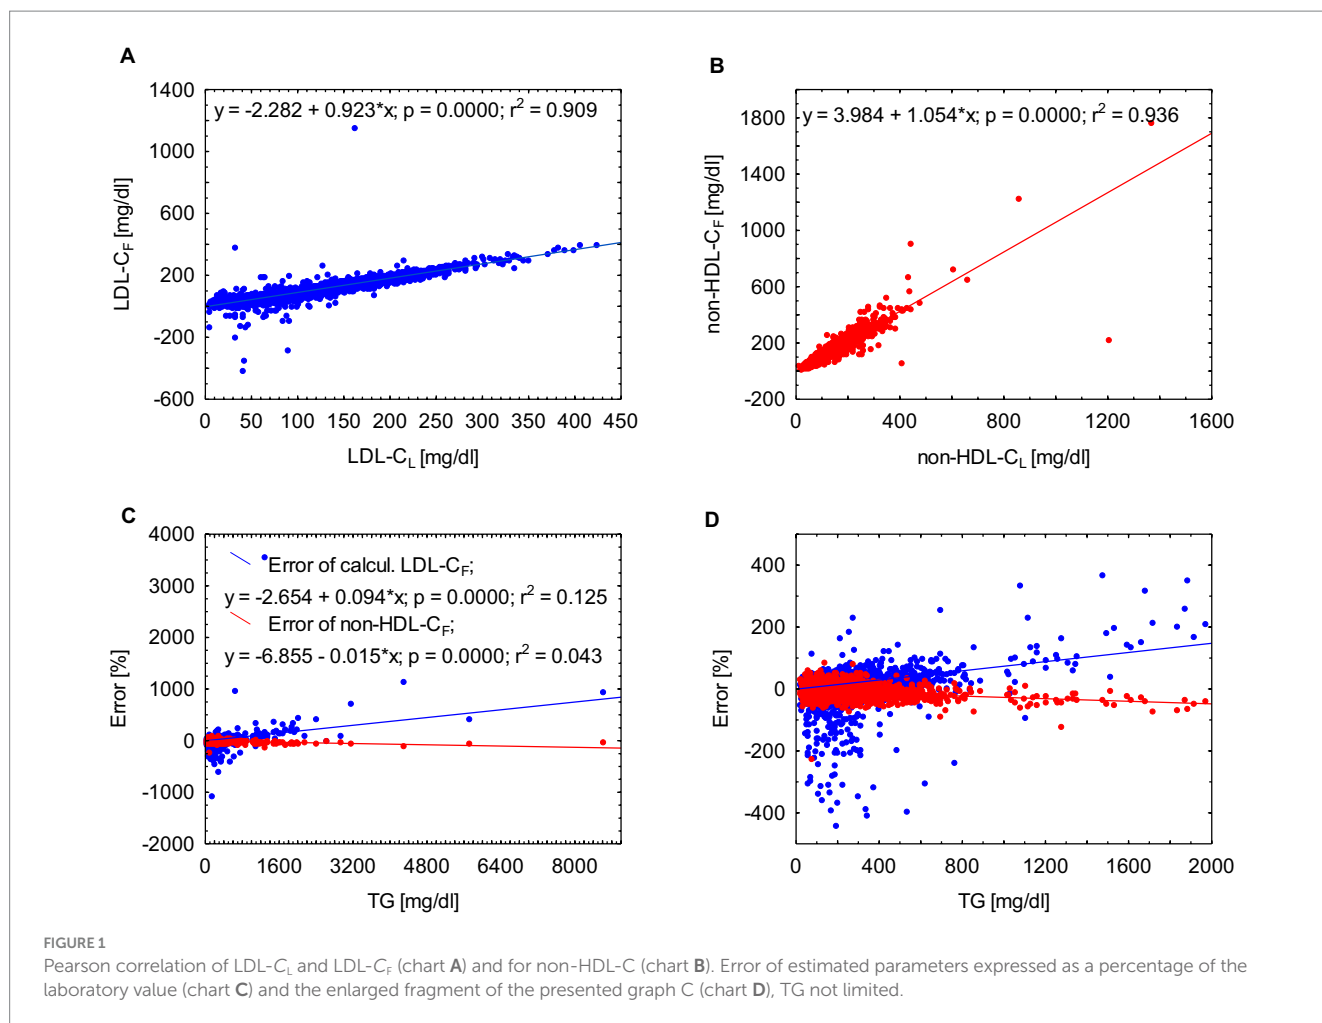 A
y = -2.282 + 0.923*x; p = 0.0000; r² = 0.909
LDL-C_F [mg/dl]
1400
1000
600
200
-200
-600
0 50 100 150 200 250 300 350 400 450
LDL-C_L [mg/dl]
B
y = 3.984 + 1.054*x; p = 0.0000; r² = 0.936
non-HDL-C_F [mg/dl]
1800
1400
1000
600
200
-200
0 400 800 1200 1600
non-HDL-C_L [mg/dl]
C
Error of calcul. LDL-C_F;
y = -2.654 + 0.094*x; p = 0.0000; r² = 0.125
Error of non-HDL-C_F;
y = -6.855 - 0.015*x; p = 0.0000; r² = 0.043
Error [%]
4000
3000
2000
1000
0
-1000
-2000
0 1600 3200 4800 6400 8000
TG [mg/dl]
D
Error [%]
400
200
0
-200
-400
0 400 800 1200 1600 2000
TG [mg/dl]
FIGURE 1
Pearson correlation of LDL-C_L and LDL-C_F (chart A) and for non-HDL-C (chart B). Error of estimated parameters expressed as a percentage of the
laboratory value (chart C) and the enlarged fragment of the presented graph C (chart D), TG not limited.